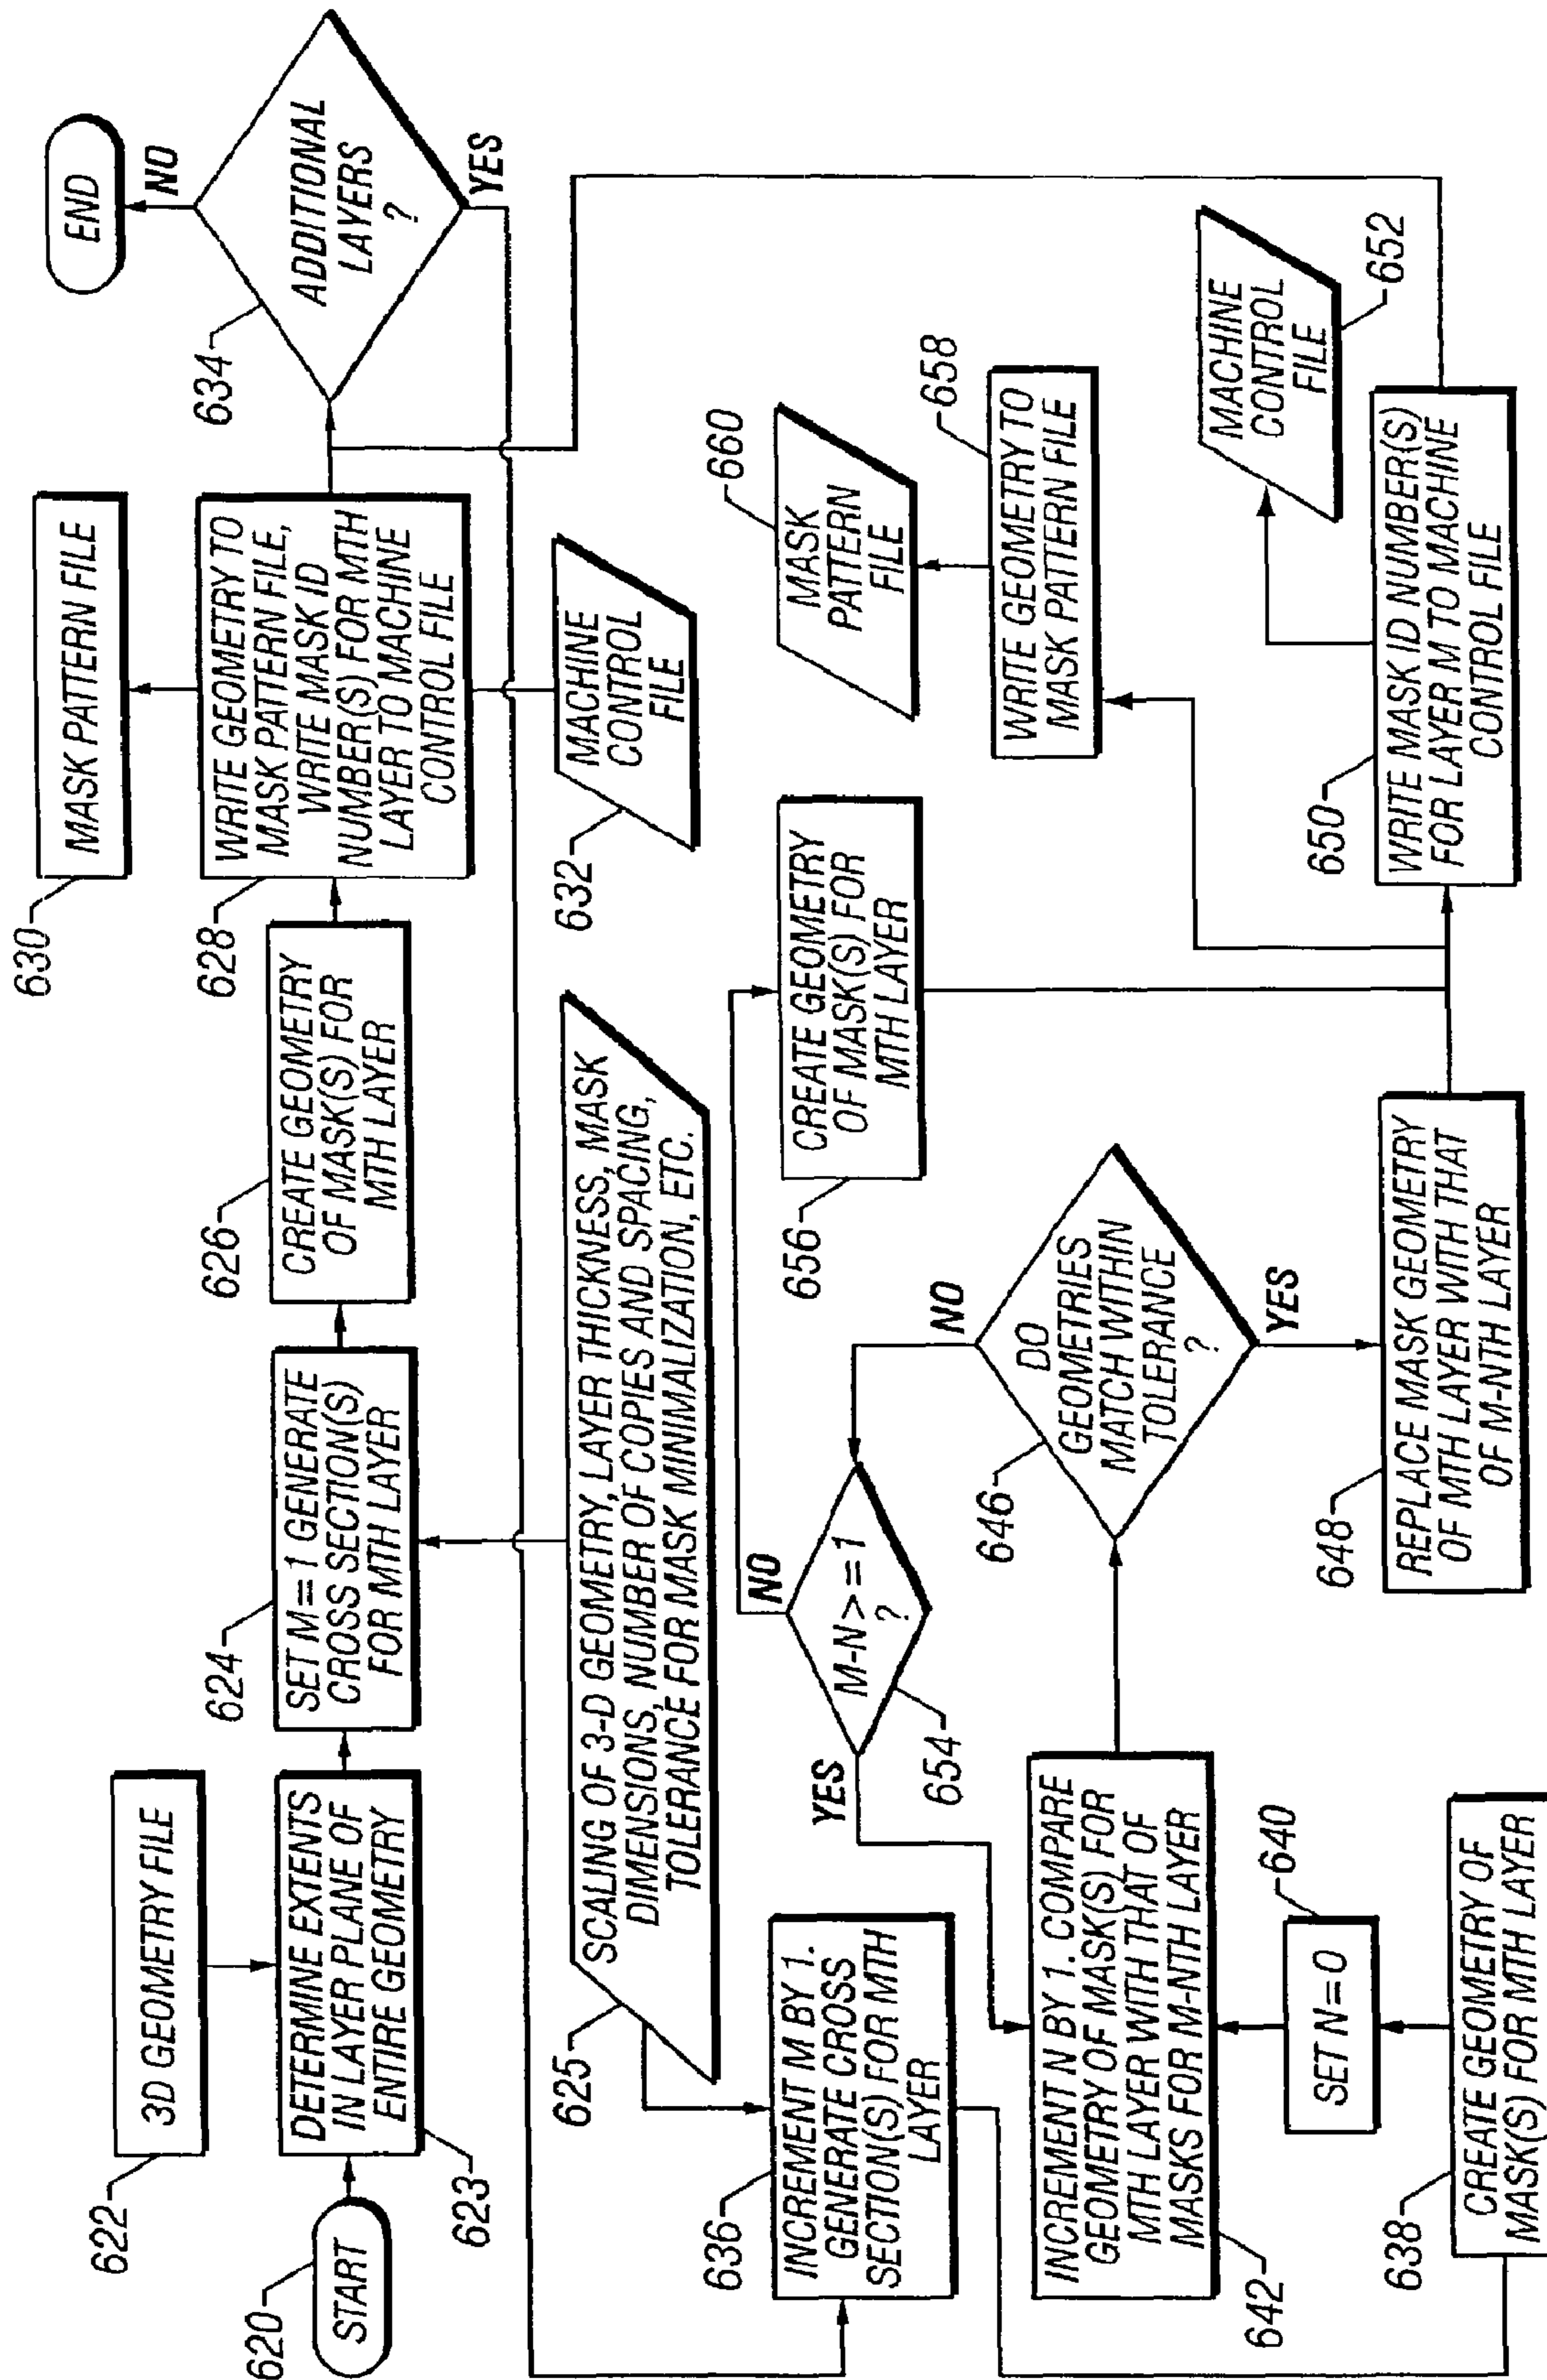 620
START
622
3D GEOMETRY FILE
DETERMINE EXTENTS
IN LAYER PLANE OF
ENTIRE GEOMETRY
623
624
SET M=1 GENERATE
CROSS SECTION(S)
FOR MTH LAYER
626
CREATE GEOMETRY
OF MASK(S) FOR
MTH LAYER
630
MASK PATTERN FILE
628
WRITE GEOMETRY TO
MASK PATTERN FILE,
WRITE MASK ID
NUMBER(S) FOR MTH
LAYER TO MACHINE
CONTROL FILE
632
MACHINE
CONTROL
FILE
634
ADDITIONAL
LAYERS
?
NO
END
YES
625
SCALING OF 3-D GEOMETRY, LAYER THICKNESS, MASK
DIMENSIONS, NUMBER OF COPIES AND SPACING,
TOLERANCE FOR MASK MINIMALIZATION, ETC.
636
INCREMENT M BY 1.
GENERATE CROSS
SECTION(S) FOR MTH
LAYER
638
CREATE GEOMETRY OF
MASK(S) FOR MTH LAYER
SET N=0
640
642
INCREMENT N BY 1. COMPARE
GEOMETRY OF MASK(S) FOR
MTH LAYER WITH THAT OF
MASKS FOR M-NTH LAYER
YES
M-N>=1
?
NO
654
646
DO
GEOMETRIES
MATCH WITHIN
TOLERANCE
?
NO
YES
648
REPLACE MASK GEOMETRY
OF MTH LAYER WITH THAT
OF M-NTH LAYER
656
CREATE GEOMETRY
OF MASK(S) FOR
MTH LAYER
660
MASK
PATTERN
FILE
WRITE GEOMETRY TO
MASK PATTERN FILE
658
650
WRITE MASK ID NUMBER(S)
FOR LAYER M TO MACHINE
CONTROL FILE
MACHINE
CONTROL
FILE
652